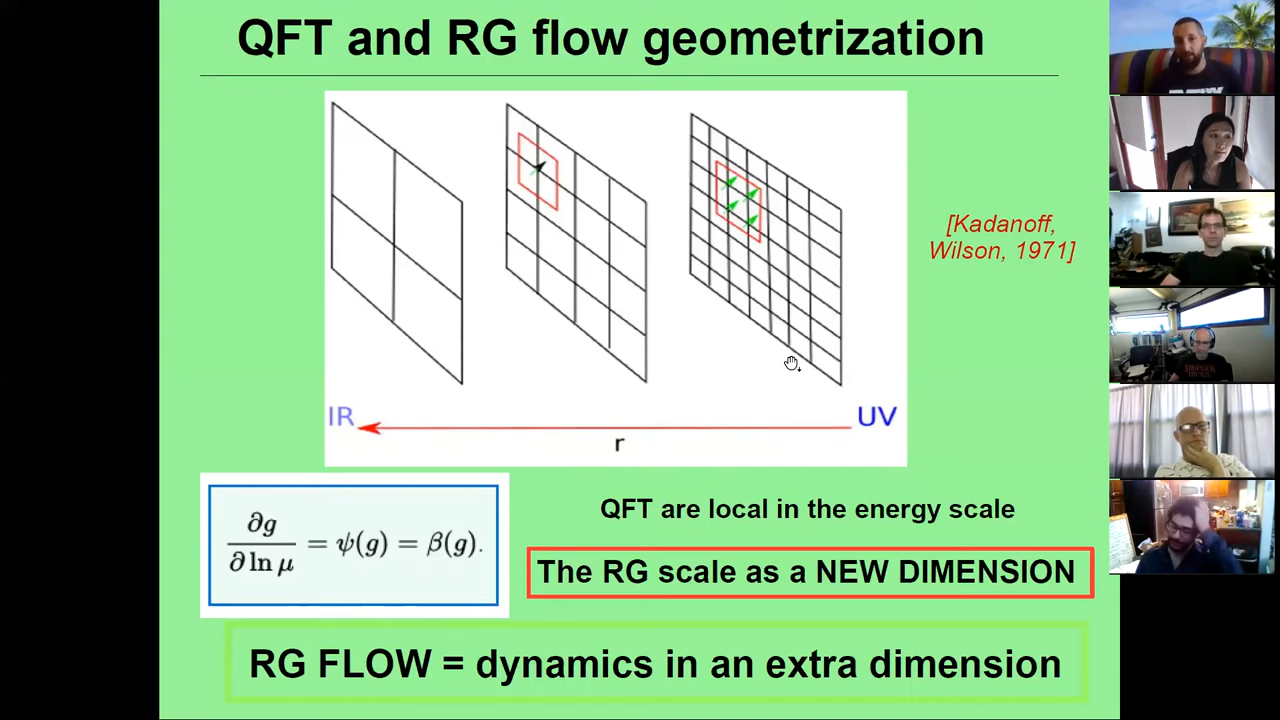 QFT and RG flow geometrization
[Kadanoff,
Wilson, 1971]
IR
UV
r
∂g
∂ ln μ
= ψ(g) = β(g).
QFT are local in the energy scale
The RG scale as a NEW DIMENSION
RG FLOW = dynamics in an extra dimension